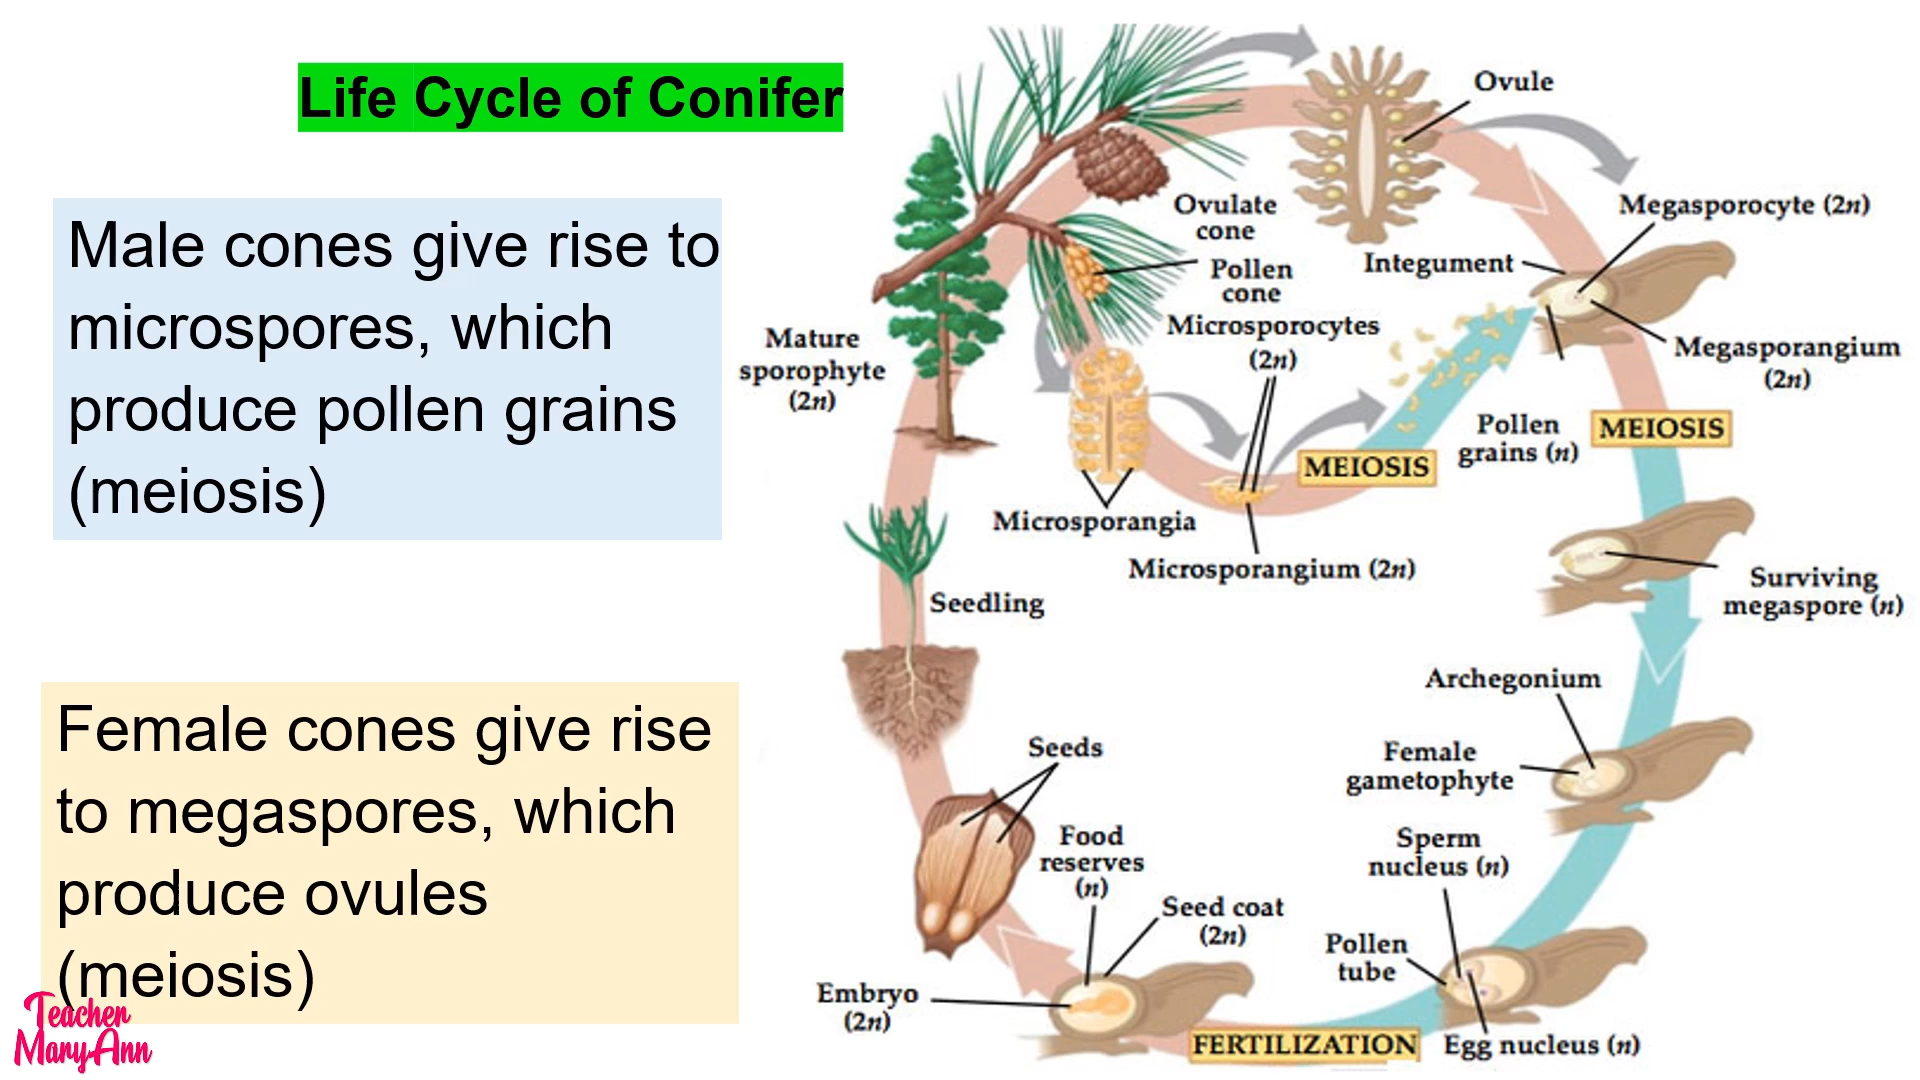 Life Cycle of Conifer
Male cones give rise to
microspores, which
produce pollen grains
(meiosis)
Female cones give rise
to megaspores, which
produce ovules
(meiosis)
Teacher
MaryAnn
Ovule
Megasporocyte (2n)
Ovulate
cone
Integument
Pollen
cone
Microsporocytes
(2n)
Mature
sporophyte
(2n)
Megasporangium
(2n)
Pollen
grains (n)
MEIOSIS
MEIOSIS
Microsporangia
Microsporangium (2n)
Surviving
megaspore (n)
Seedling
Archegonium
Female
gametophyte
Seeds
Food
reserves
(n)
Sperm
nucleus (n)
Seed coat
(2n)
Pollen
tube
Embryo
(2n)
FERTILIZATION
Egg nucleus (n)